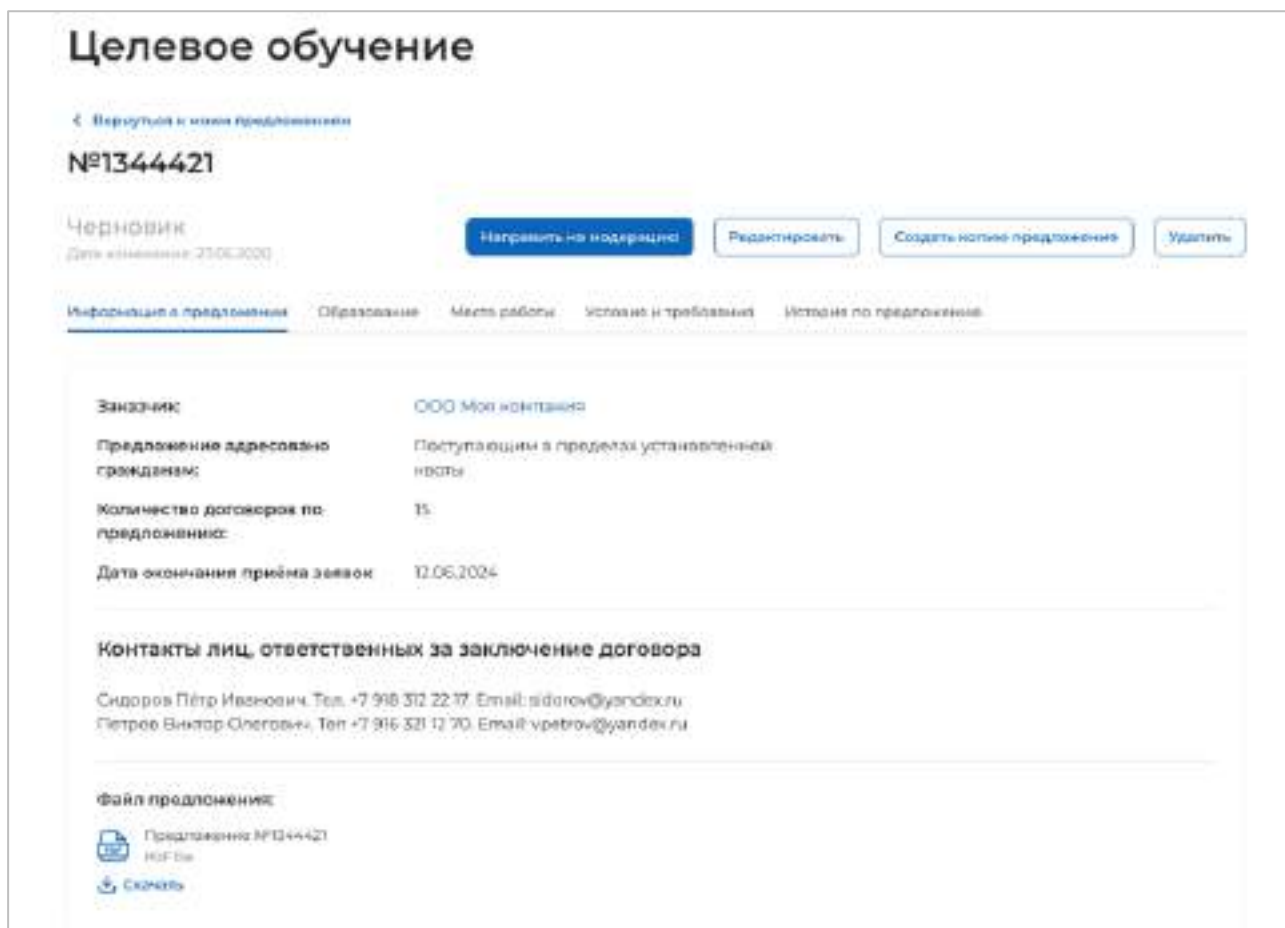 Целевое обучение
Вернуться к моим предложениям
№1344421
Черновик
Дата изменения: 27.06.2020
Направить на модерацию
Редактировать
Создать копию предложения
Удалить
Информация о предложении
Образование
Место работы
Условия и требования
История по предложению
Заказчик:
ООО Моя компания
Предложение адресовано
гражданам:
Поступающим в пределах установленной
квоты
Количество договоров по
предложению:
15
Дата окончания приёма заявок
12.06.2024
Контакты лиц, ответственных за заключение договора
Сидоров Пётр Иванович. Тел. +7 918 312 22 17. Email: sidorov@yandex.ru
Петров Виктор Олегович. Тел +7 916 321 12 70. Email: vpetrov@yandex.ru
Файл предложения:
Предложение №1344421
Скачать